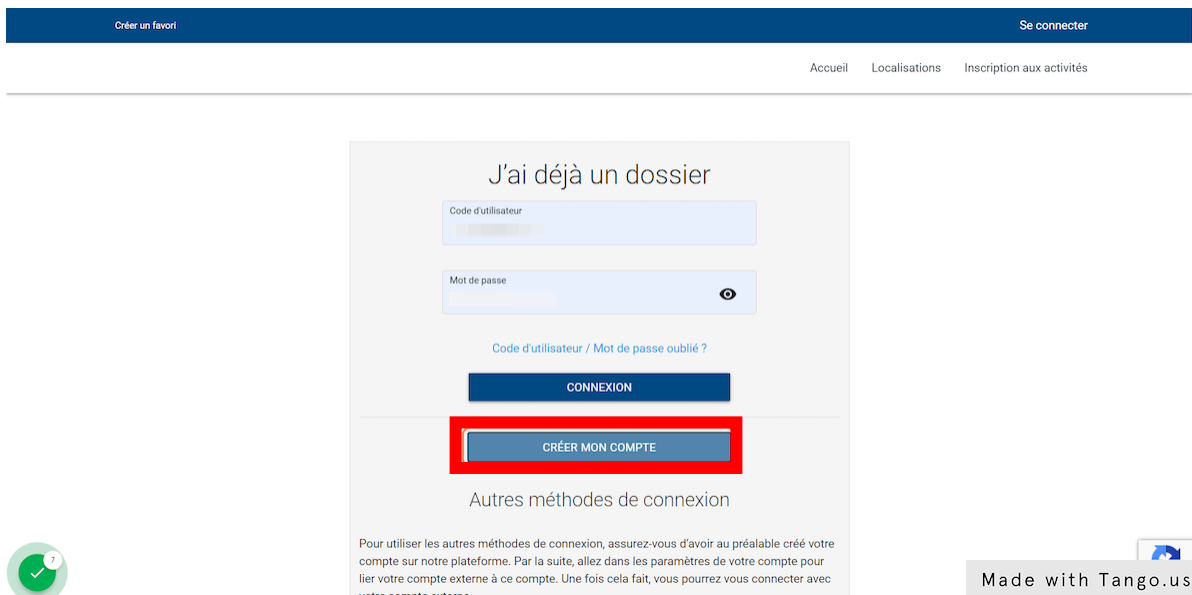 Créer un favori
Se connecter
Accueil
Localisations
Inscription aux activités
J'ai déjà un dossier
Code d'utilisateur
Mot de passe
Code d'utilisateur / Mot de passe oublié ?
CONNEXION
CRÉER MON COMPTE
Autres méthodes de connexion
Pour utiliser les autres méthodes de connexion, assurez-vous d'avoir au préalable créé votre
compte sur notre plateforme. Par la suite, allez dans les paramètres de votre compte pour
lier votre compte externe à ce compte. Une fois cela fait, vous pourrez vous connecter avec
votre compte externe
7
Made with Tango.us